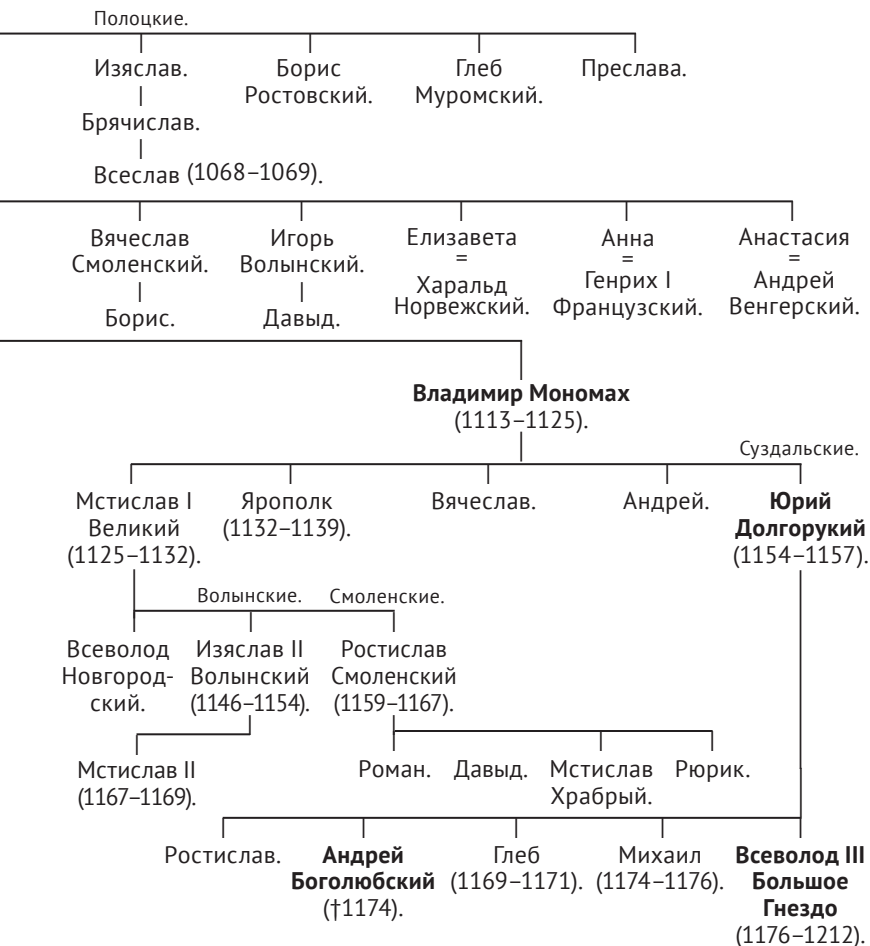 Полоцкие.
Изяслав. Борис Глеб Преслава.
Ростовский. Муромский.
Брячислав.
Всеслав (1068–1069).
Вячеслав Игорь Елизавета Анна Анастасия
Смоленский. Волынский. = = =
Харальд Генрих I Андрей
Норвежский. Французский. Венгерский.
Борис. Давыд.
Владимир Мономах
(1113–1125).
Суздальские.
Мстислав I Ярополк Вячеслав. Андрей. Юрий
Великий (1132–1139). Долгорукий
(1125–1132). (1154–1157).
Волынские. Смоленские.
Всеволод Изяслав II Ростислав
Новгород- Волынский Смоленский
ский. (1146–1154). (1159–1167).
Мстислав II Роман. Давыд. Мстислав Рюрик.
(1167–1169). Храбрый.
Ростислав. Андрей Глеб Михаил Всеволод III
Боголюбский (1169–1171). (1174–1176). Большое
(†1174). Гнездо
(1176–1212).